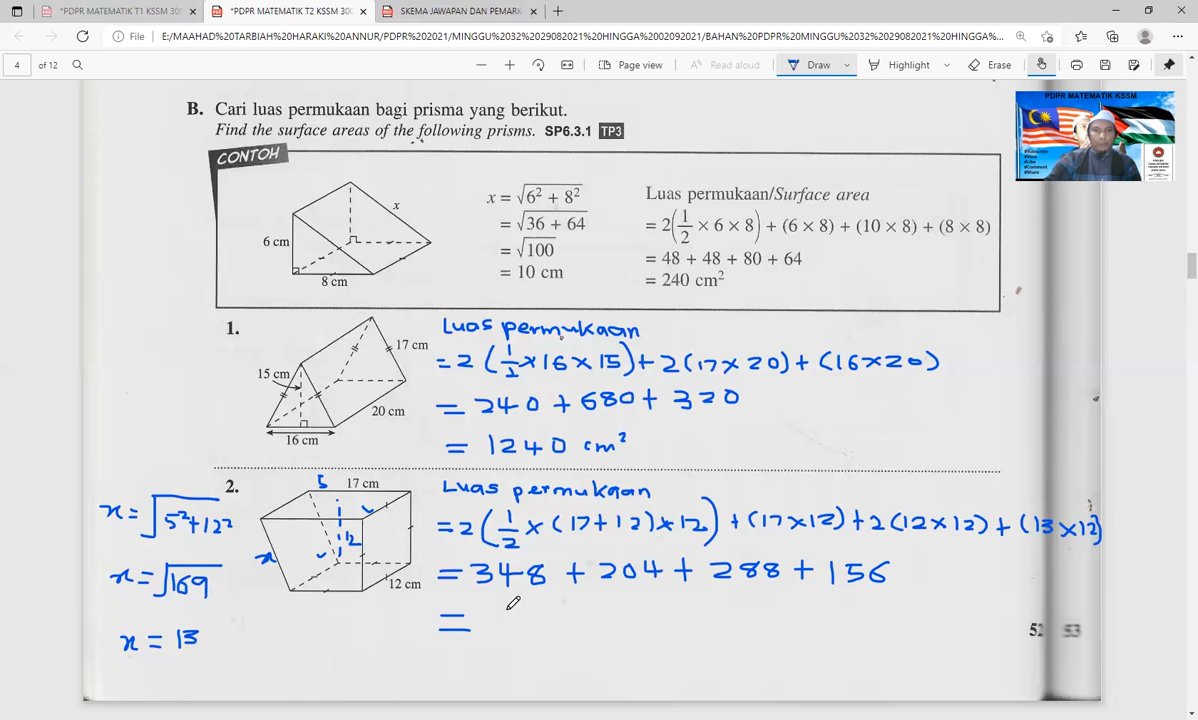 *PDPR MATEMATIK T1 KSSM 300
*PDPR MATEMATIK T2 KSSM 300
SKEMA JAWAPAN DAN PEMARK
File
E:/MAAHAD%20TARBIAH%20HARAKI%20ANNUR/PDPR%202021/MINGGU%2032%2029082021%20HINGGA%2002092021/BAHAN%20PDPR%20MINGGU%2032%2029082021%20HINGGA%...
4 of 12
Page view
Read aloud
Draw
Highlight
Erase
PDPR MATEMATIK KSSM
#Subscribe
#View
#Like
#Comment
#Share
B. Cari luas permukaan bagi prisma yang berikut.
Find the surface areas of the following prisms. SP6.3.1 TP3
CONTOH
x
6 cm
8 cm
x = √6² + 8²
= √36 + 64
= √100
= 10 cm
Luas permukaan/Surface area
= 2(1/2 × 6 × 8) + (6 × 8) + (10 × 8) + (8 × 8)
= 48 + 48 + 80 + 64
= 240 cm²
1.
17 cm
15 cm
20 cm
16 cm
Luas permukaan
= 2 (1/2 × 16 × 15) + 2(17 × 20) + (16 × 20)
= 240 + 680 + 320
= 1240 cm²
2.
5
17 cm
12
x
12 cm
x = √5²+12²
x = √169
x = 13
Luas permukaan
= 2 (1/2 × (17+12) × 12) + (17 × 12) + 2(12 × 12) + (13 × 12)
= 348 + 204 + 288 + 156
=
52 53